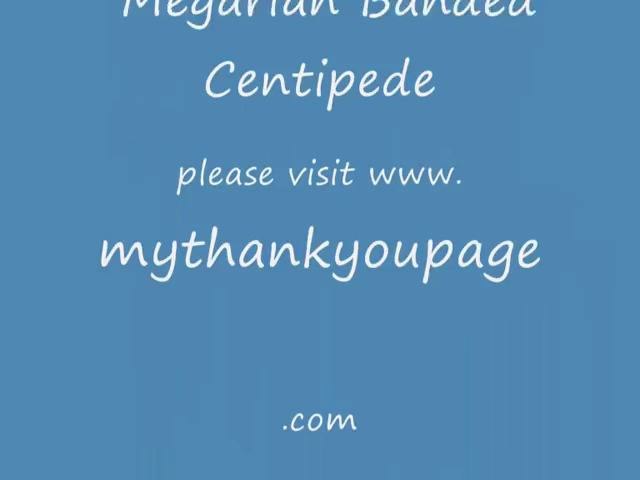 Megarian Banded
Centipede
please visit www.
mythankyoupage
.com